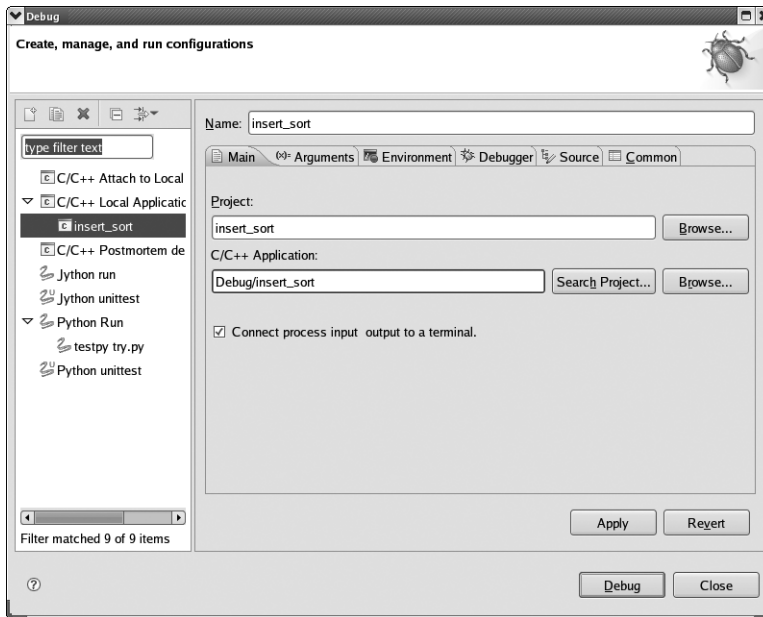 Debug
Create, manage, and run configurations
type filter text
C/C++ Attach to Local
C/C++ Local Applicatic
insert_sort
C/C++ Postmortem de
Jython run
Jython unittest
Python Run
testpy try.py
Python unittest
Filter matched 9 of 9 items
Name: insert_sort
Main (x)= Arguments Environment Debugger Source Common
Project:
insert_sort Browse...
C/C++ Application:
Debug/insert_sort Search Project... Browse...
Connect process input output to a terminal.
Apply Revert
Debug Close